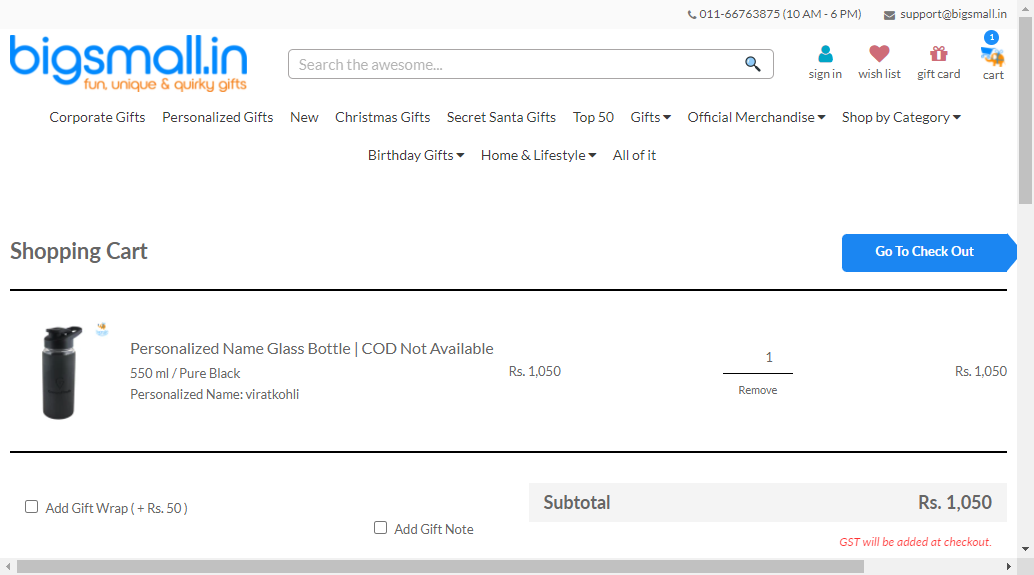 011-66763875 (10 AM - 6 PM) support@bigsmall.in
bigsmall.in
fun, unique & quirky gifts
Search the awesome...
sign in
wish list
gift card
1
cart
Corporate Gifts Personalized Gifts New Christmas Gifts Secret Santa Gifts Top 50 Gifts Official Merchandise Shop by Category
Birthday Gifts Home & Lifestyle All of it
Shopping Cart
Go To Check Out
Personalized Name Glass Bottle | COD Not Available
550 ml / Pure Black
Personalized Name: viratkohli
Rs. 1,050
1
Remove
Rs. 1,050
Add Gift Wrap ( + Rs. 50 )
Add Gift Note
Subtotal Rs. 1,050
GST will be added at checkout.